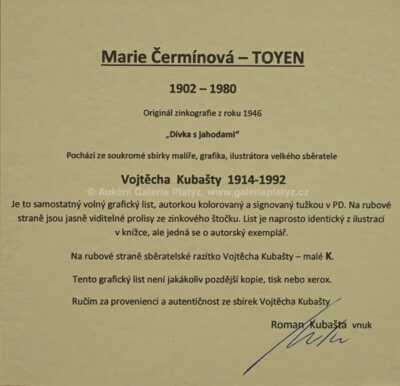 Marie Čermínová – TOYEN
1902 – 1980
Originál zinkografie z roku 1946
„Dívka s jahodami“
Pochází ze soukromé sbírky malíře, grafika, ilustrátora velkého sběratele
Vojtěcha Kubašty 1914-1992
© Aukční Galerie Platýz, www.galerieplatyz.cz
Je to samostatný volný grafický list, autorkou kolorovaný a signovaný tužkou v PD. Na rubové
straně jsou jasně viditelné prolisy ze zinkového štočku. List je naprosto identický z ilustrací
v knížce, ale jedná se o autorský exemplář.
Na rubové straně sběratelské razítko Vojtěcha Kubašty – malé K.
Tento grafický list není jakákoliv pozdější kopie, tisk nebo xerox.
Ručím za provenienci a autentičnost ze sbírek Vojtěcha Kubašty
Roman Kubašta vnuk